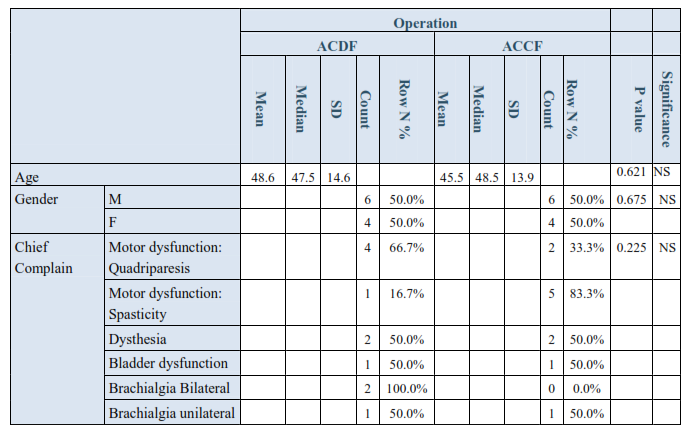 Operation
ACDF ACCF
Mean Median SD Count Row N % Mean Median SD Count Row N % P value Significance
Age 48.6 47.5 14.6 45.5 48.5 13.9 0.621 NS
Gender M 6 50.0% 6 50.0% 0.675 NS
F 4 50.0% 4 50.0%
Chief Motor dysfunction: 4 66.7% 2 33.3% 0.225 NS
Complain Quadriparesis
Motor dysfunction: 1 16.7% 5 83.3%
Spasticity
Dysthesia 2 50.0% 2 50.0%
Bladder dysfunction 1 50.0% 1 50.0%
Brachialgia Bilateral 2 100.0% 0 0.0%
Brachialgia unilateral 1 50.0% 1 50.0%